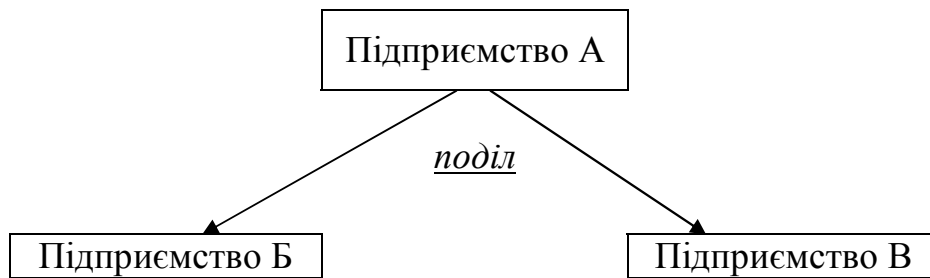 Підприємство А
поділ
Підприємство Б
Підприємство В